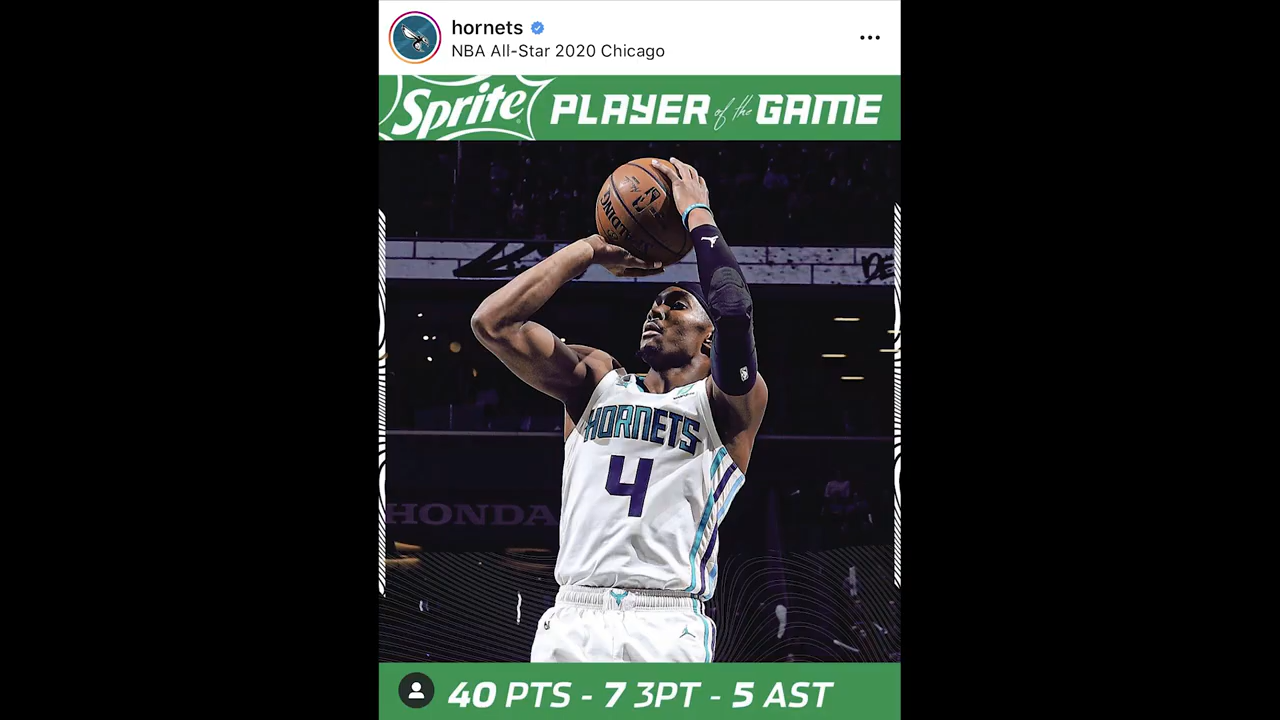 hornets
NBA All-Star 2020 Chicago
Sprite PLAYER of the GAME
SPALDING
HORNETS
4
HONDA
40 PTS - 7 3PT - 5 AST